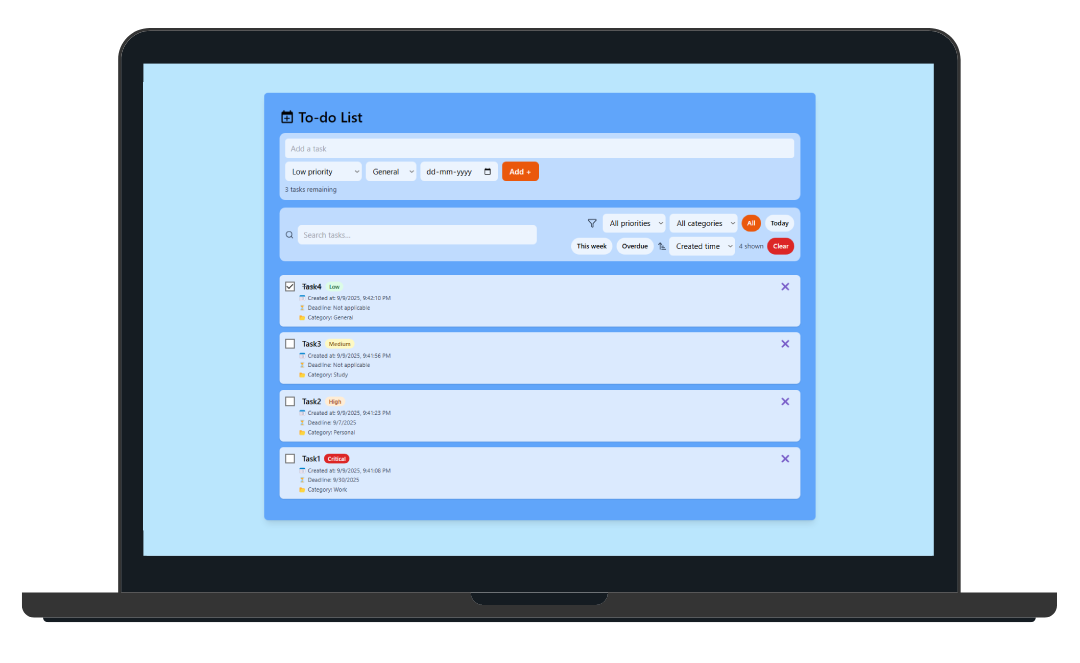 To-do List
Add a task
Low priority General dd-mm-yyyy Add +
3 tasks remaining
All priorities All categories All Today
Search tasks...
This week Overdue Created time 4 shown Clear
Task4 Low
Created at: 9/9/2025, 9:42:10 PM
Deadline: Not applicable
Category: General
Task3 Medium
Created at: 9/9/2025, 9:41:56 PM
Deadline: Not applicable
Category: Study
Task2 High
Created at: 9/9/2025, 9:41:23 PM
Deadline: 9/7/2025
Category: Personal
Task1 Critical
Created at: 9/9/2025, 9:41:06 PM
Deadline: 9/30/2025
Category: Work